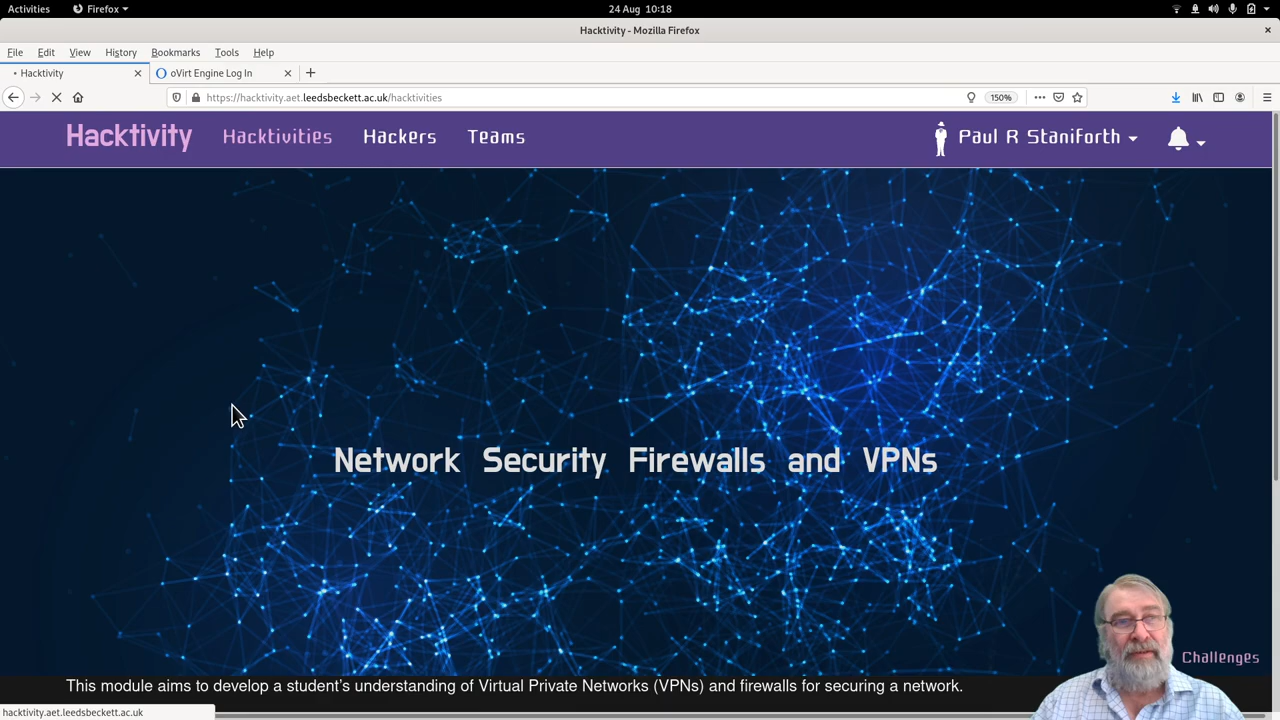 Activities Firefox 24 Aug 10:18
Hacktivity - Mozilla Firefox
File Edit View History Bookmarks Tools Help
Hacktivity oVirt Engine Log In
https://hacktivity.aet.leedsbeckett.ac.uk/hacktivities 150%
Hacktivity Hacktivities Hackers Teams Paul R Staniforth
Network Security Firewalls and VPNs
Challenges
This module aims to develop a student's understanding of Virtual Private Networks (VPNs) and firewalls for securing a network.
hacktivity.aet.leedsbeckett.ac.uk